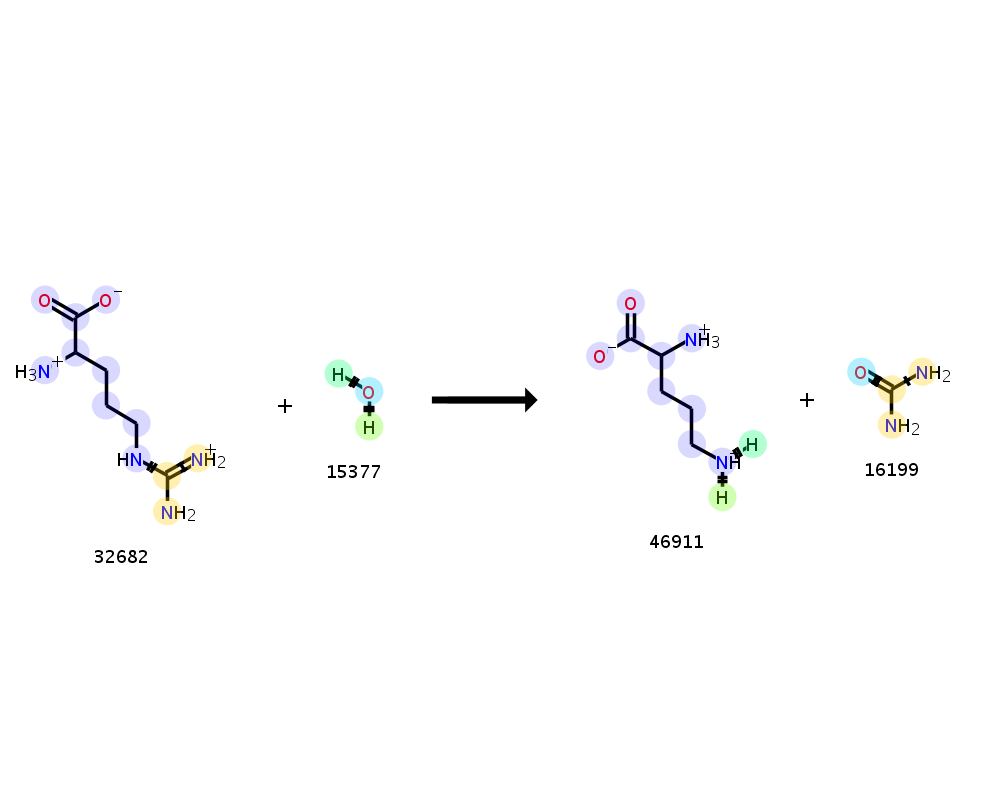 O O⁻
H₃N⁺
HN NH₂⁺
NH₂
32682
+
H O
H
15377
O
O⁻ NH₃⁺
NH⁺ H
H
46911
+
O NH₂
NH₂
16199